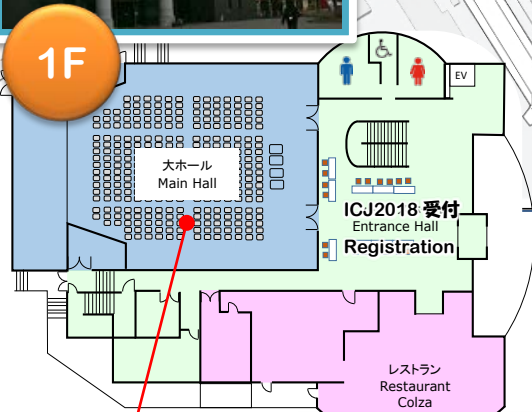 1F
EV
大ホール
Main Hall
ICJ2018 受付
Entrance Hall
Registration
レストラン
Restaurant
Colza